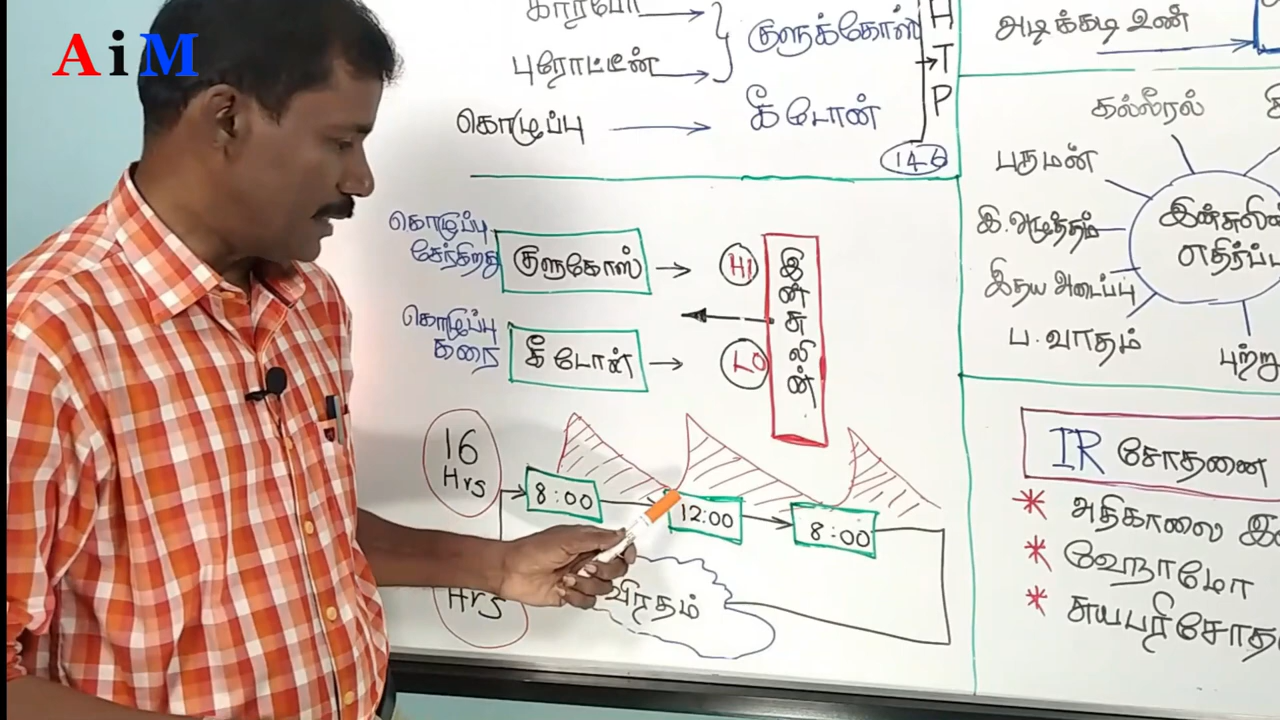 AiM
கார்போ
புரோட்டீன்
குளுக்கோஸ்
கொழுப்பு
கீடோன்
H
T
P
146
அடிக்கடி உண்
கொழுப்பு
சேர்கிறது
குளுகோஸ்
HI
இன்சுலின்
கொழுப்பு
கரை
கீடோன்
LO
16
Hrs
8:00
12:00
8:00
Hrs
விரதம்
கல்லீரல்
பருமன்
இ.அழுத்தம்
இதய அடைப்பு
ப.வாதம்
இன்சுலின்
எதிர்ப்பு
புற்று
IR சோதனை
* அதிகாலை
* ஹோமோ
* சுயபரிசோத